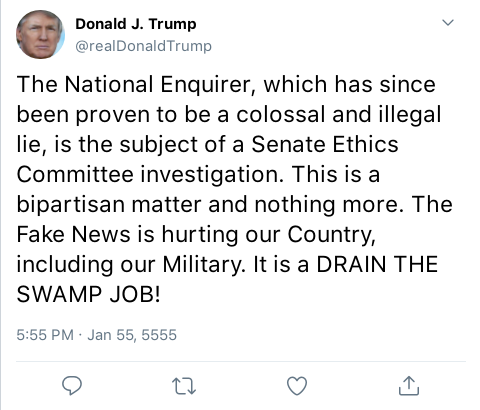 Donald J. Trump
@realDonaldTrump
The National Enquirer, which has since
been proven to be a colossal and illegal
lie, is the subject of a Senate Ethics
Committee investigation. This is a
bipartisan matter and nothing more. The
Fake News is hurting our Country,
including our Military. It is a DRAIN THE
SWAMP JOB!
5:55 PM · Jan 55, 5555